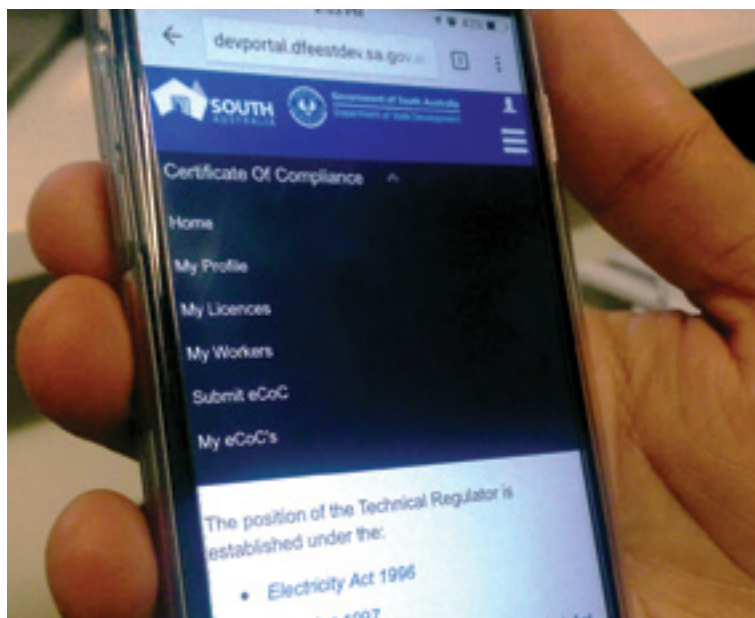 devportal.dfeestdev.sa.gov.
SOUTH
AUSTRALIA
Government of South Australia
Department of State Development
Certificate Of Compliance
Home
My Profile
My Licences
My Workers
Submit eCoC
My eCoC's
The position of the Technical Regulator is
established under the:
• Electricity Act 1996
1997